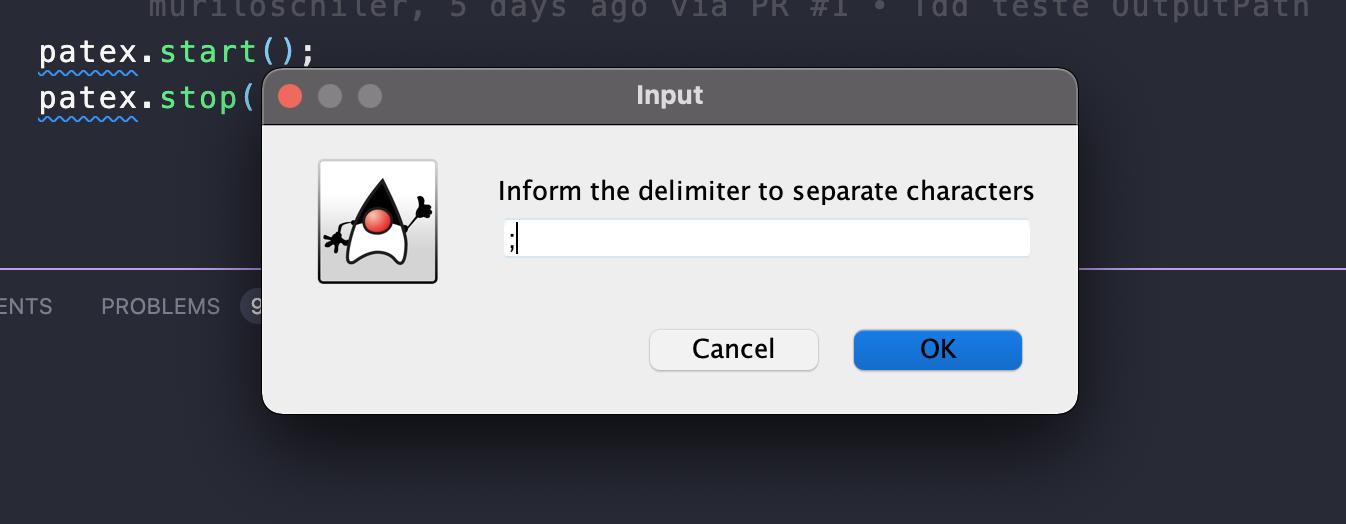 muriloschiler, 5 days ago via PR #1 • Tdd teste OutputPath
patex.start();
patex.stop(
Input
Inform the delimiter to separate characters
;
ENTS PROBLEMS 9
Cancel OK